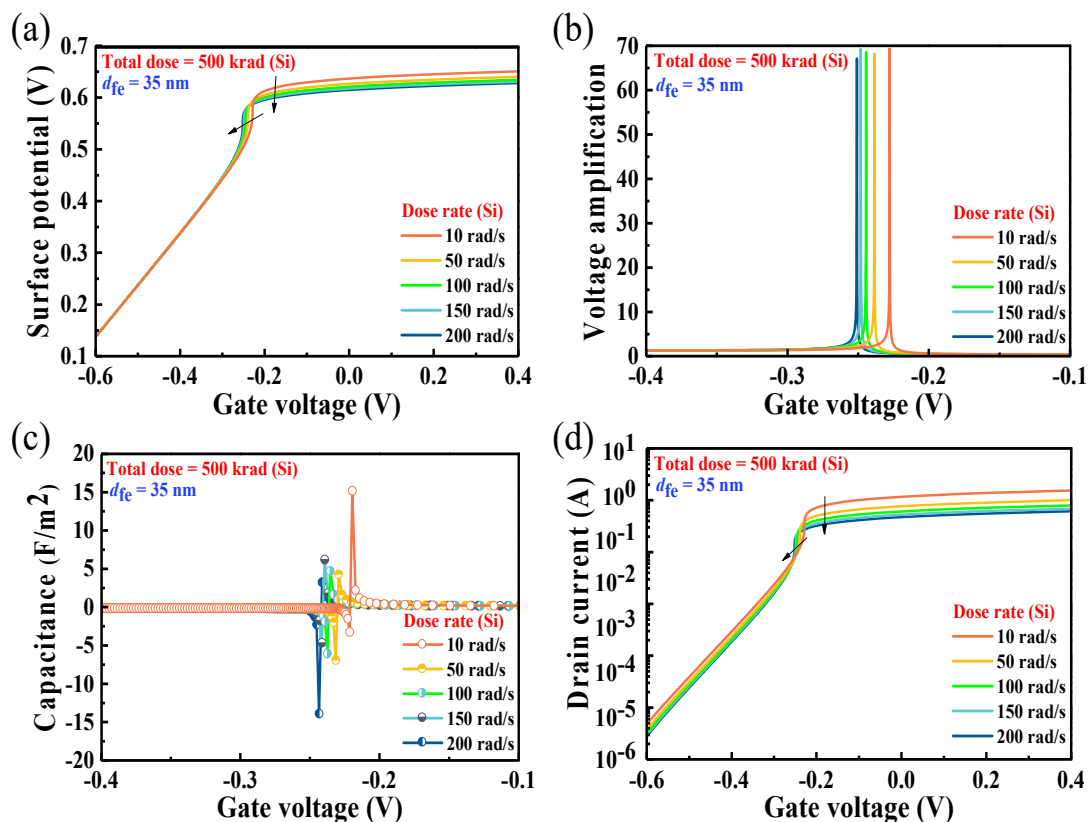 (a)
Total dose = 500 krad (Si)
dfe = 35 nm
Surface potential (V)
0.7
0.6
0.5
0.4
0.3
0.2
0.1
Dose rate (Si)
10 rad/s
50 rad/s
100 rad/s
150 rad/s
200 rad/s
-0.6 -0.4 -0.2 0.0 0.2 0.4
Gate voltage (V)
(b)
Total dose = 500 krad (Si)
dfe = 35 nm
Voltage amplification
70
60
50
40
30
20
10
0
Dose rate (Si)
10 rad/s
50 rad/s
100 rad/s
150 rad/s
200 rad/s
-0.4 -0.3 -0.2 -0.1
Gate voltage (V)
(c)
Total dose = 500 krad (Si)
dfe = 35 nm
Capacitance (F/m2)
20
15
10
5
0
-5
-10
-15
-20
Dose rate (Si)
10 rad/s
50 rad/s
100 rad/s
150 rad/s
200 rad/s
-0.4 -0.3 -0.2 -0.1
Gate voltage (V)
(d)
Total dose = 500 krad (Si)
dfe = 35 nm
Drain current (A)
10^1
10^0
10^-1
10^-2
10^-3
10^-4
10^-5
10^-6
Dose rate (Si)
10 rad/s
50 rad/s
100 rad/s
150 rad/s
200 rad/s
-0.6 -0.4 -0.2 0.0 0.2 0.4
Gate voltage (V)